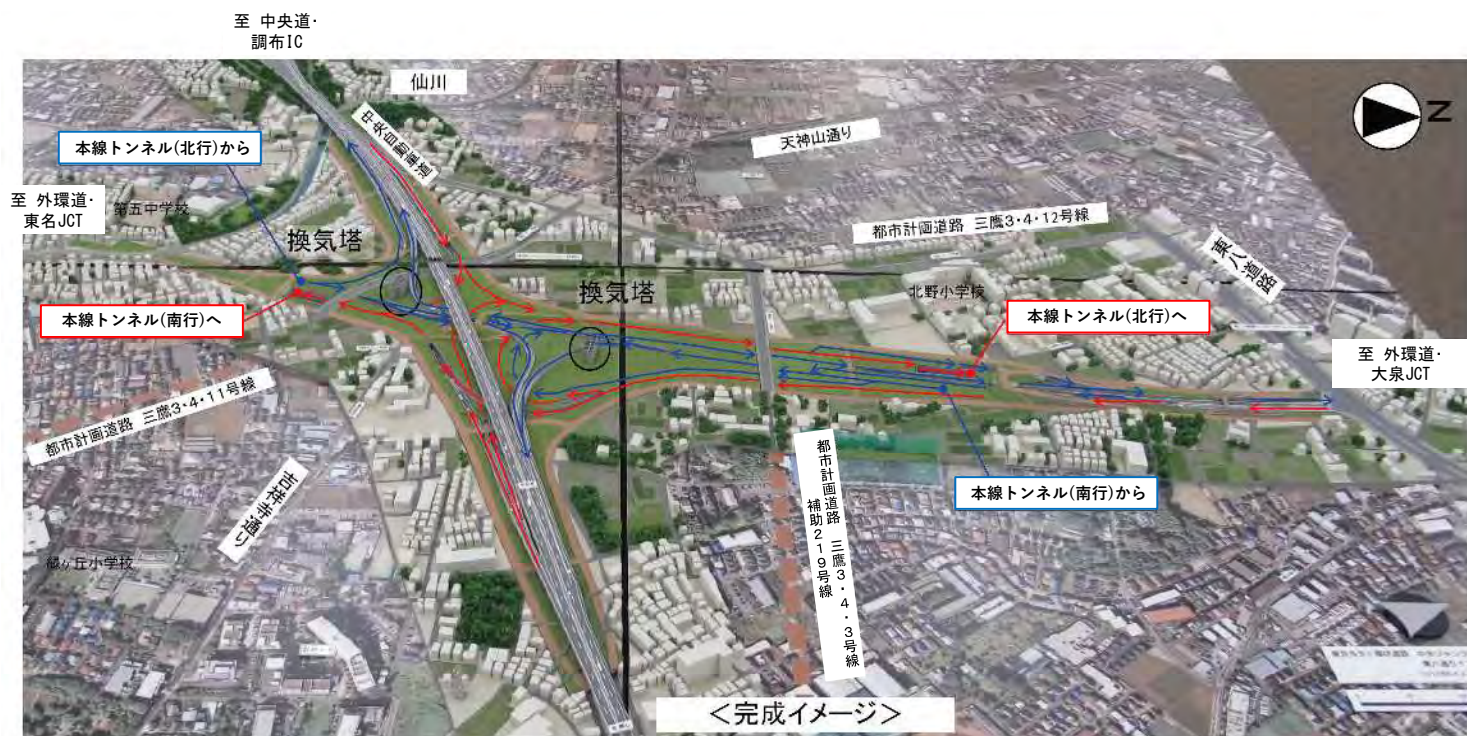 至 中央道・
調布IC
仙川
中央自動車道
天神山通り
N
本線トンネル(北行)から
至 外環道・
東名JCT
第五中学校
換気塔
都市計画道路 三鷹3・4・12号線
東八道路
換気塔
北野小学校
本線トンネル(南行)へ
本線トンネル(北行)へ
至 外環道・
大泉JCT
都市計画道路 三鷹3・4・11号線
吉祥寺通り
都市計画道路 三鷹3・4・3号線
補助219号線
本線トンネル(南行)から
緑ヶ丘小学校
＜完成イメージ＞